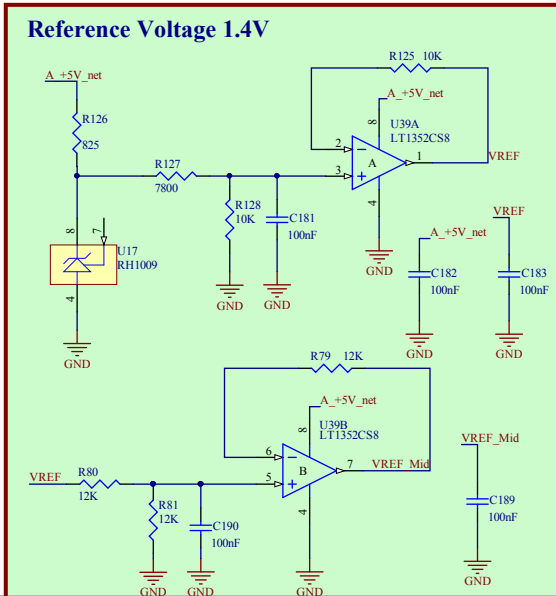 Reference Voltage 1.4V
A_+5V_net
R126
825
R127
7800
R128
10K
C181
100nF
GND
GND
8
7
U17
RH1009
4
GND
R125 10K
A_+5V_net
8
U39A
LT1352CS8
2
3
A
1
VREF
4
GND
A_+5V_net
C182
100nF
GND
VREF
C183
100nF
GND
R79 12K
A_+5V_net
8
U39B
LT1352CS8
6
5
B
7
VREF_Mid
4
GND
VREF
R80
12K
R81
12K
C190
100nF
GND
GND
VREF_Mid
C189
100nF
GND